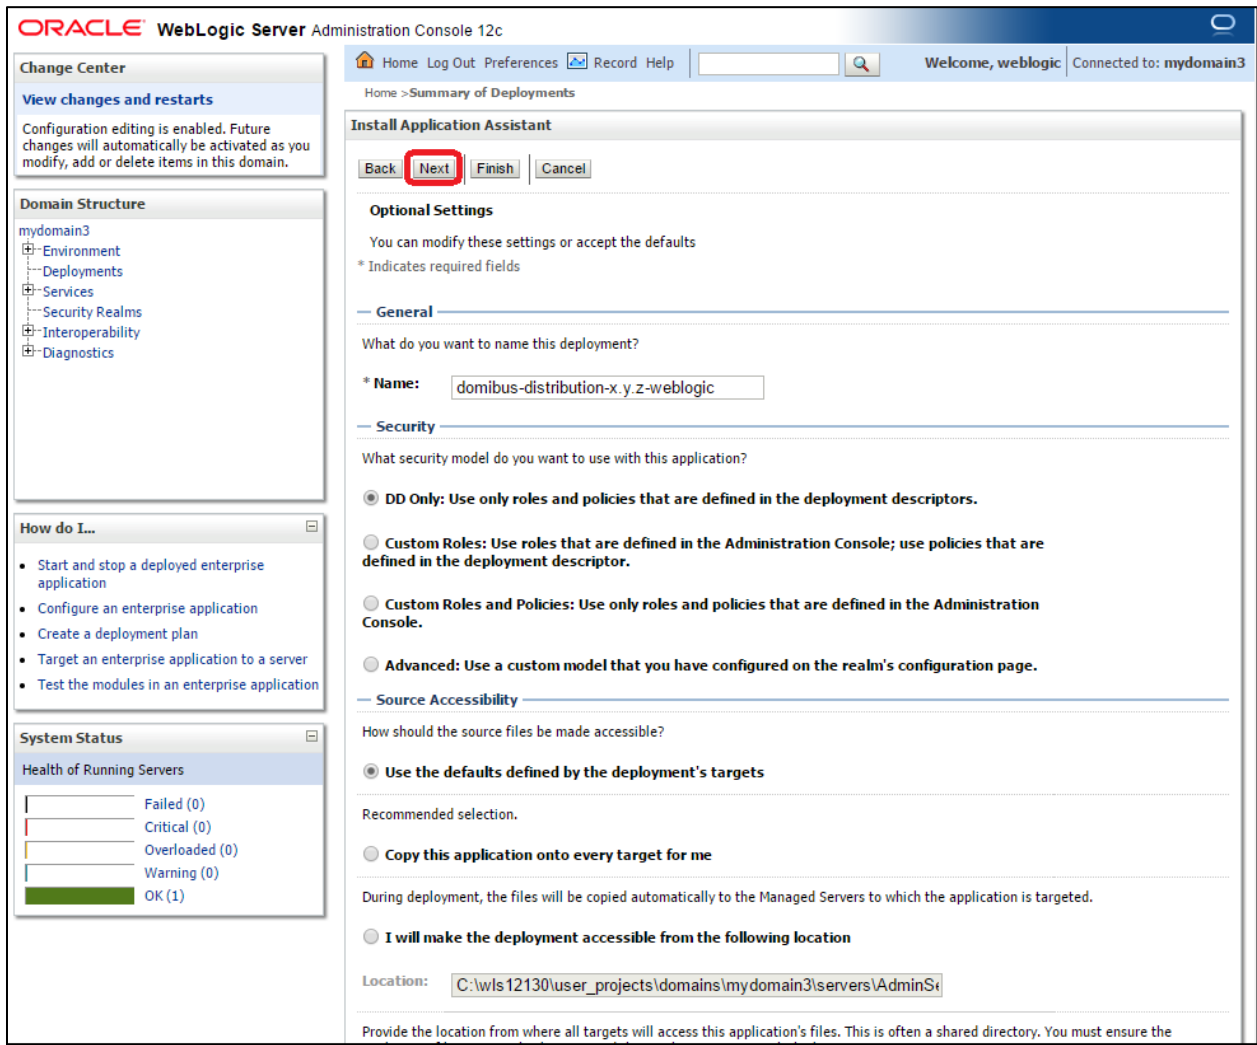 ORACLE WebLogic Server Administration Console 12c
Change Center
View changes and restarts
Configuration editing is enabled. Future
changes will automatically be activated as you
modify, add or delete items in this domain.
Domain Structure
mydomain3
Environment
Deployments
Services
Security Realms
Interoperability
Diagnostics
How do I...
Start and stop a deployed enterprise
application
Configure an enterprise application
Create a deployment plan
Target an enterprise application to a server
Test the modules in an enterprise application
System Status
Health of Running Servers
Failed (0)
Critical (0)
Overloaded (0)
Warning (0)
OK (1)
Home Log Out Preferences Record Help
Welcome, weblogic Connected to: mydomain3
Home >Summary of Deployments
Install Application Assistant
Back Next Finish Cancel
Optional Settings
You can modify these settings or accept the defaults
* Indicates required fields
General
What do you want to name this deployment?
* Name: domibus-distribution-x.y.z-weblogic
Security
What security model do you want to use with this application?
DD Only: Use only roles and policies that are defined in the deployment descriptors.
Custom Roles: Use roles that are defined in the Administration Console; use policies that are
defined in the deployment descriptor.
Custom Roles and Policies: Use only roles and policies that are defined in the Administration
Console.
Advanced: Use a custom model that you have configured on the realm's configuration page.
Source Accessibility
How should the source files be made accessible?
Use the defaults defined by the deployment's targets
Recommended selection.
Copy this application onto every target for me
During deployment, the files will be copied automatically to the Managed Servers to which the application is targeted.
I will make the deployment accessible from the following location
Location: C:\wls12130\user_projects\domains\mydomain3\servers\AdminSe
Provide the location from where all targets will access this application's files. This is often a shared directory. You must ensure the